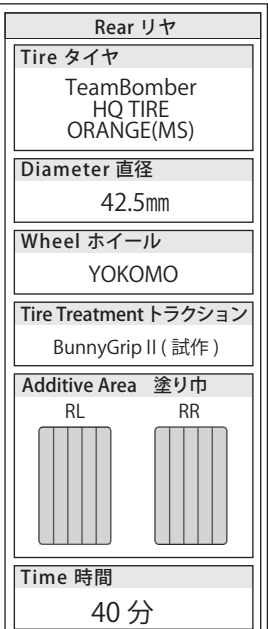 Rear リヤ
Tire タイヤ
TeamBomber
HQ TIRE
ORANGE(MS)
Diameter 直径
42.5㎜
Wheel ホイール
YOKOMO
Tire Treatment トラクション
BunnyGrip II ( 試作 )
Additive Area 塗り巾
RL RR
Time 時間
40 分